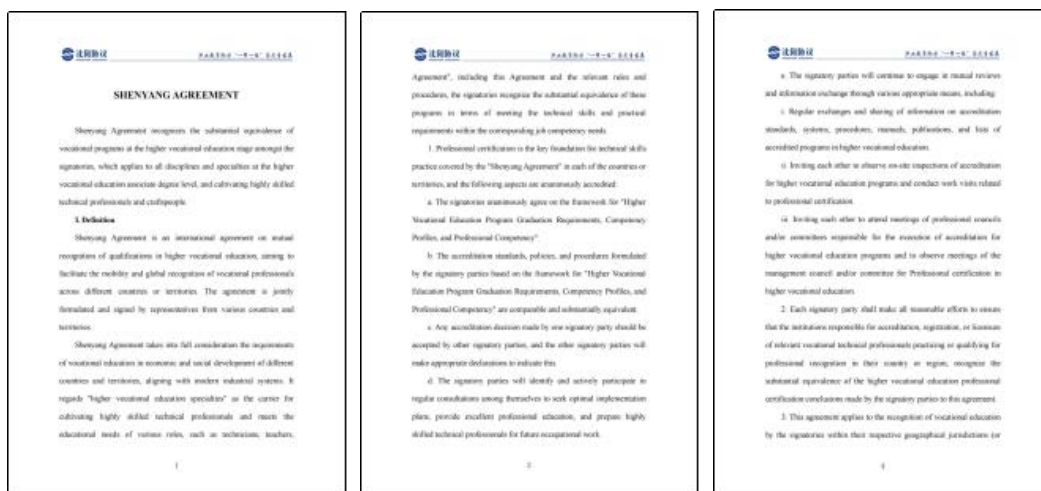 沈阳协议
SHENYANG AGREEMENT
Shenyang Agreement recognizes the substantial equivalence of
vocational programs at the higher vocational education stage amongst the
signatories, which applies to all disciplines and specialties at the higher
vocational education associate degree level, and cultivating highly skilled
technical professionals and craftspeople.
I. Definition
Shenyang Agreement is an international agreement on mutual
recognition of qualifications in higher vocational education, aiming to
facilitate the mobility and global recognition of vocational professionals
across different countries or territories. The agreement is jointly
formulated and signed by representatives from various countries and
territories.
Shenyang Agreement takes into full consideration the requirements
of vocational education in economic and social development of different
countries and territories, aligning with modern industrial systems. It
regards "higher vocational education specialties" as the carrier for
cultivating highly skilled technical professionals and meets the
educational needs of various roles, such as technicians, teachers,
1
沈阳协议
Agreement", including this Agreement and the relevant rules and
procedures, the signatories recognize the substantial equivalence of these
programs in terms of meeting the technical skills and practical
requirements within the corresponding job competency needs.
1. Professional certification is the key foundation for technical skills
practice covered by the "Shenyang Agreement" in each of the countries or
territories, and the following aspects are unanimously accredited:
a. The signatories unanimously agree on the framework for "Higher
Vocational Education Program Graduation Requirements, Competency
Profiles, and Professional Competency"
b. The accreditation standards, policies, and procedures formulated
by the signatory parties based on the framework for "Higher Vocational
Education Program Graduation Requirements, Competency Profiles, and
Professional Competency" are comparable and substantially equivalent.
c. Any accreditation decision made by one signatory party should be
accepted by other signatory parties, and the other signatory parties will
make appropriate declarations to indicate this.
d. The signatory parties will identify and actively participate in
regular consultations among themselves to seek optimal implementation
plans, provide excellent professional education, and prepare highly
skilled technical professionals for future occupational work.
沈阳协议
e. The signatory parties will continue to engage in mutual reviews
and information exchange through various appropriate means, including:
i. Regular exchanges and sharing of information on accreditation
standards, systems, procedures, manuals, publications, and lists of
accredited programs in higher vocational education.
ii. Inviting each other to observe on-site inspections of accreditation
for higher vocational education programs and conduct work visits related
to professional certification.
iii. Inviting each other to attend meetings of professional councils
and/or committees responsible for the execution of accreditation for
higher vocational education programs and to observe meetings of the
management council and/or committee for Professional certification in
higher vocational education.
2. Each signatory party shall make all reasonable efforts to ensure
that the institutions responsible for accreditation, registration, or licensure
of relevant vocational technical professionals practicing or qualifying for
professional recognition in their country or region, recognize the
substantial equivalence of the higher vocational education professional
certification conclusions made by the signatory parties to this agreement.
3. This agreement applies to the recognition of vocational education
by the signatories within their respective geographical jurisdictions (or